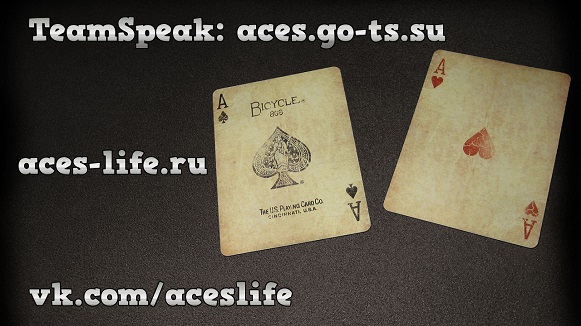 TeamSpeak: aces.go-ts.su
A
BICYCLE®
808
THE U.S. PLAYING CARD CO.
CINCINNATI, U.S.A.
A
A
A
aces-life.ru
vk.com/aceslife